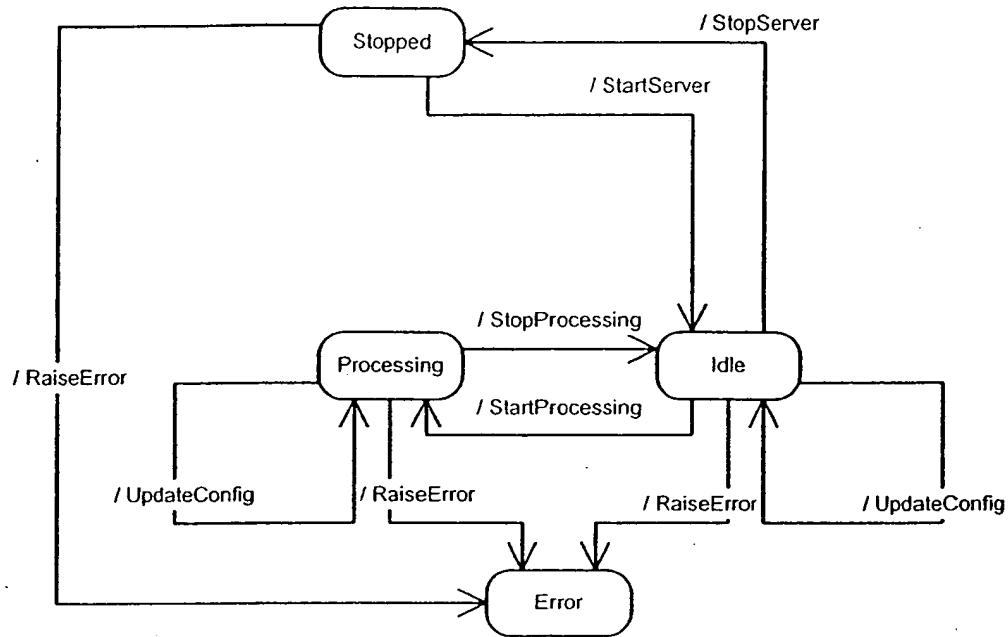 / StopServer
Stopped
/ StartServer
/ StopProcessing
Processing
Idle
/ RaiseError
/ StartProcessing
/ UpdateConfig
/ RaiseError
/ RaiseError
/ UpdateConfig
Error